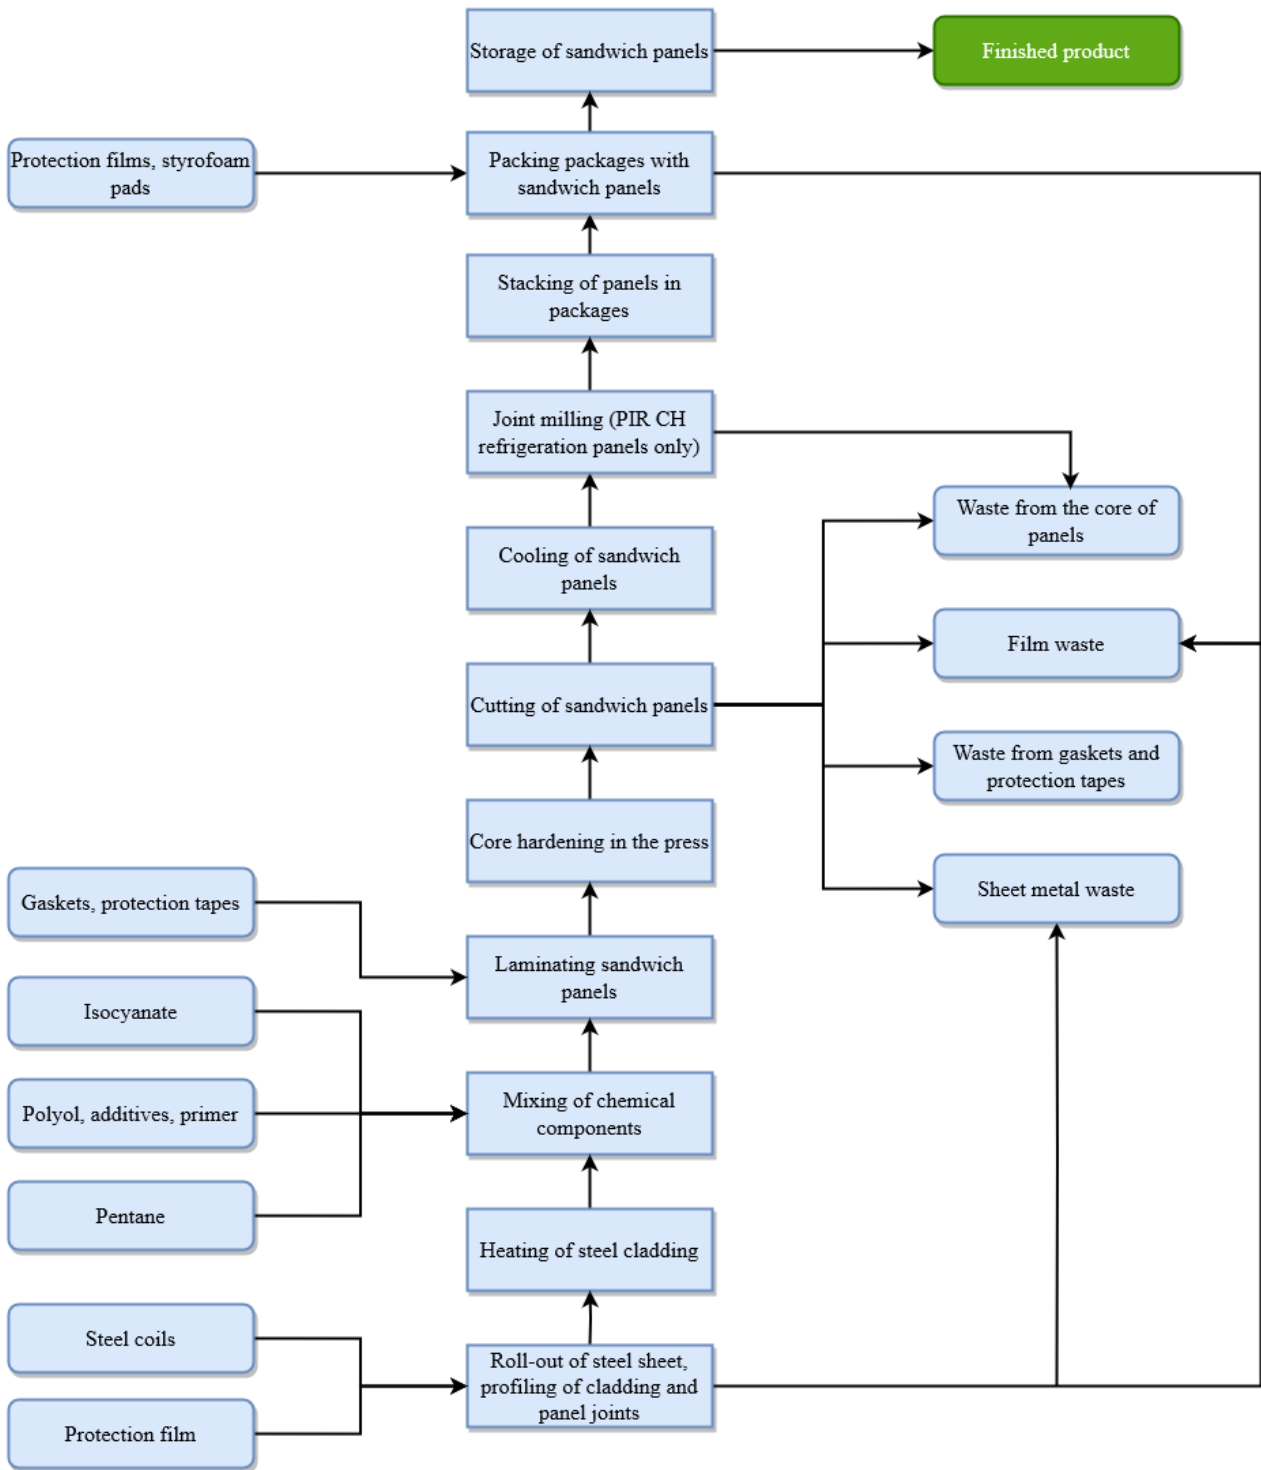 Storage of sandwich panels
Finished product
Protection films, styrofoam
pads
Packing packages with
sandwich panels
Stacking of panels in
packages
Joint milling (PIR CH
refrigeration panels only)
Waste from the core of
panels
Cooling of sandwich
panels
Film waste
Cutting of sandwich panels
Waste from gaskets and
protection tapes
Core hardening in the press
Sheet metal waste
Gaskets, protection tapes
Laminating sandwich
panels
Isocyanate
Polyol, additives, primer
Mixing of chemical
components
Pentane
Heating of steel cladding
Steel coils
Roll-out of steel sheet,
profiling of cladding and
panel joints
Protection film